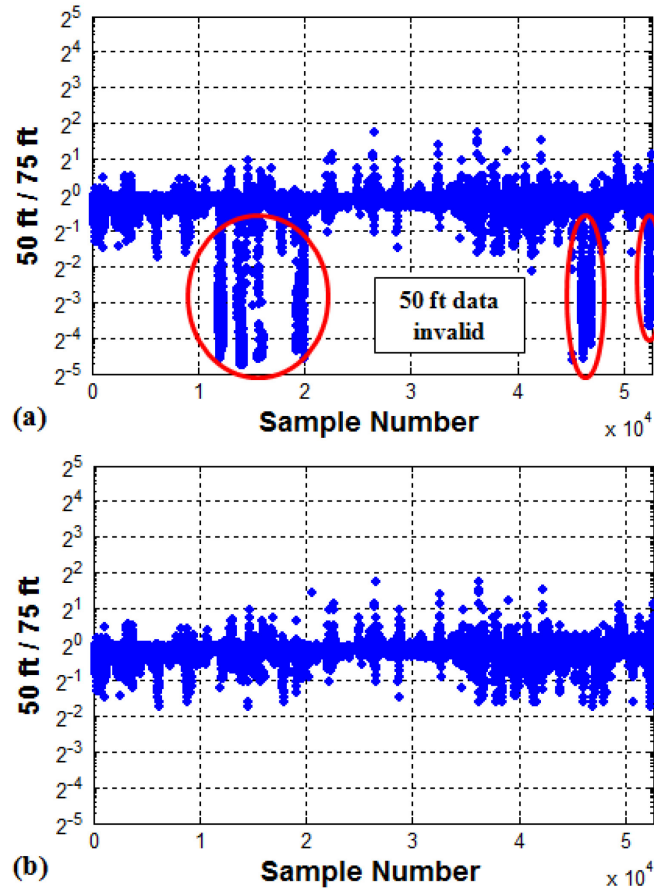 2^5
2^4
2^3
2^2
2^1
2^0
2^-1
2^-2
2^-3
2^-4
2^-5
50 ft / 75 ft
50 ft data
invalid
0 1 2 3 4 5
x 10^4
Sample Number
(a)
2^5
2^4
2^3
2^2
2^1
2^0
2^-1
2^-2
2^-3
2^-4
2^-5
50 ft / 75 ft
0 1 2 3 4 5
x 10^4
Sample Number
(b)